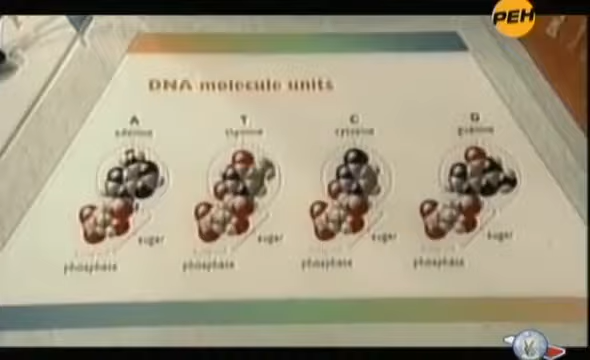 РЕН
DNA molecule units
A T C G
adenine thymine cytosine guanine
sugar sugar sugar sugar
phosphate phosphate phosphate phosphate